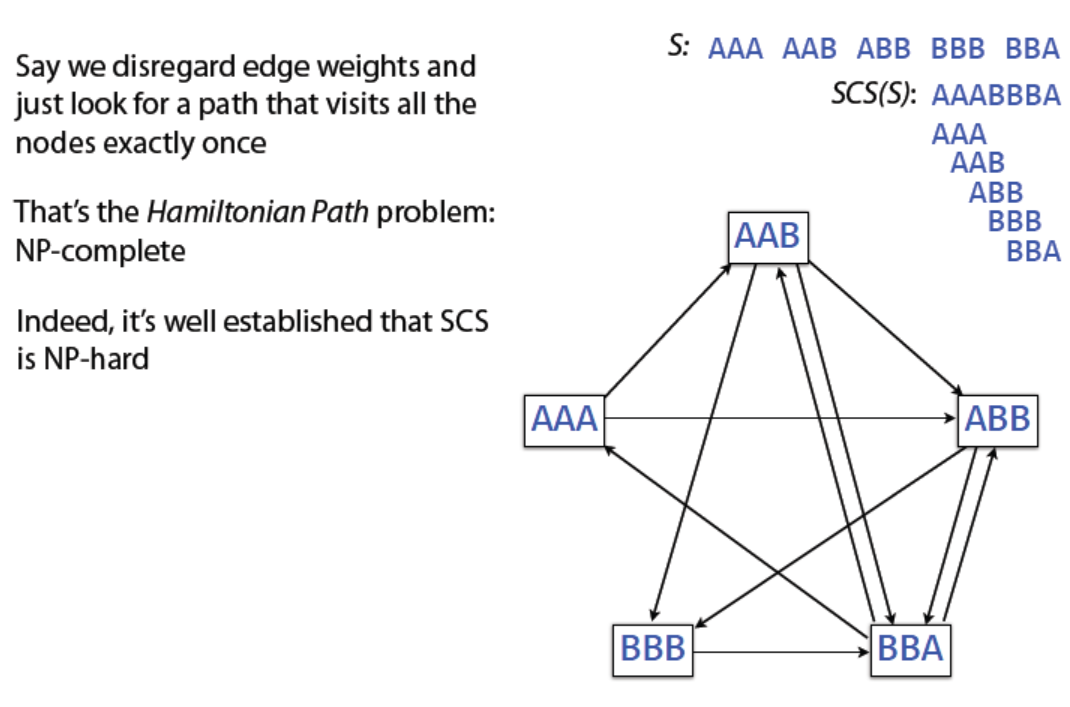 Say we disregard edge weights and
just look for a path that visits all the
nodes exactly once
That’s the Hamiltonian Path problem:
NP-complete
Indeed, it’s well established that SCS
is NP-hard
S: AAA AAB ABB BBB BBA
SCS(S): AAABBBA
AAA
AAB
ABB
BBB
BBA
AAB
AAA
ABB
BBB
BBA